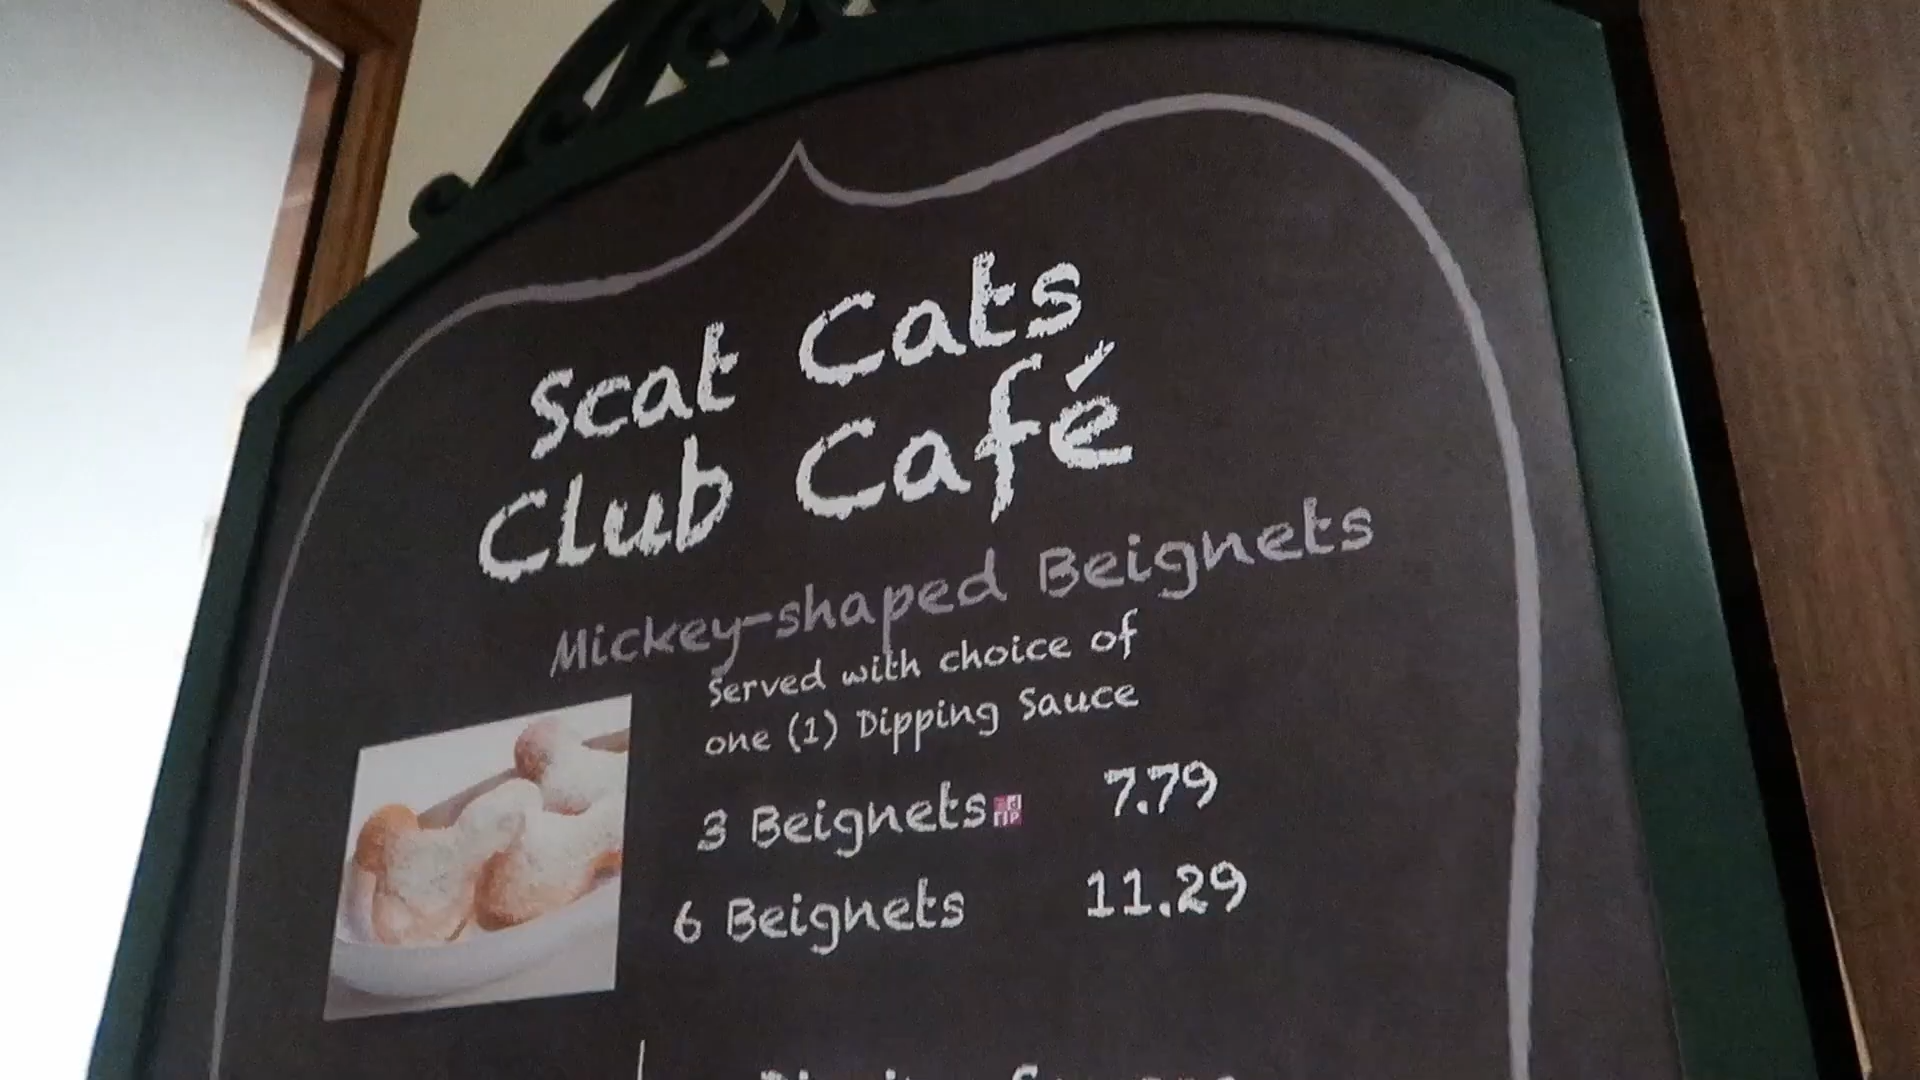 Scat Cats
Club Café
Mickey-shaped Beignets
Served with choice of
one (1) Dipping Sauce
3 Beignets 7.79
6 Beignets 11.29